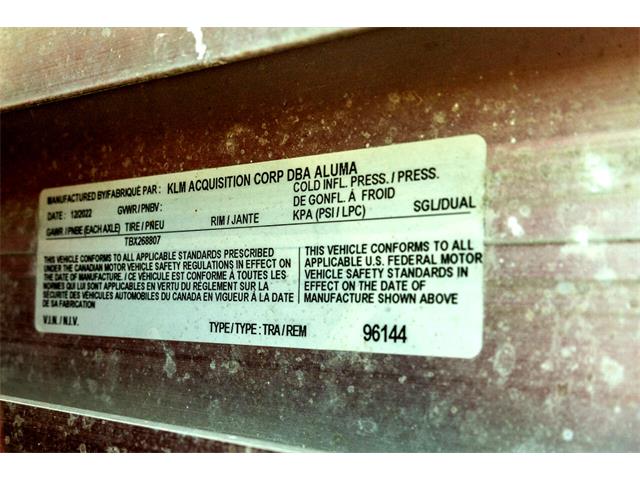 MANUFACTURED BY/FABRIQUÉ PAR : KLM ACQUISITION CORP DBA ALUMA
DATE : 12/2022 GVWR / PNBV : COLD INFL. PRESS. / PRESS.
DE GONFL. Á FROID
GAWR / PNBE (EACH AXLE) TIRE / PNEU RIM / JANTE KPA (PSI / LPC) SGL/DUAL
TBX268807
THIS VEHICLE CONFORMS TO ALL APPLICABLE STANDARDS PRESCRIBED
UNDER THE CANADIAN MOTOR VEHICLE SAFETY REGULATIONS IN EFFECT ON
THE DATE OF MANUFACTURE. / CE VÉHICULE EST CONFORME À TOUTES LES
NORMES QUI LUI SONT APPLICABLES EN VERTU DU RÈGLEMENT SUR LA
SÉCURITÉ DES VÉHICULES AUTOMOBILES DU CANADA EN VIGUEUR À LA DATE
DE SA FABRICATION
THIS VEHICLE CONFORMS TO ALL
APPLICABLE U.S. FEDERAL MOTOR
VEHICLE SAFETY STANDARDS IN
EFFECT ON THE DATE OF
MANUFACTURE SHOWN ABOVE
V.I.N. / N.I.V. TYPE / TYPE : TRA / REM 96144